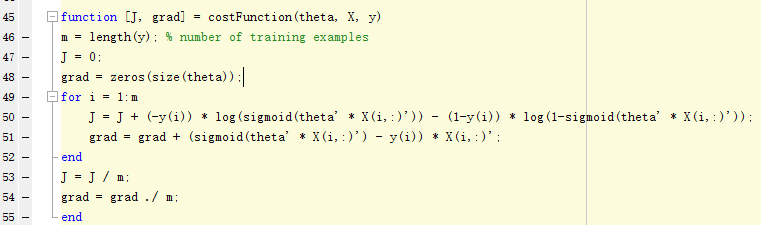 45 function [J, grad] = costFunction(theta, X, y)
46 – m = length(y); % number of training examples
47 – J = 0;
48 – grad = zeros(size(theta));
49 – for i = 1:m
50 – J = J + (-y(i)) * log(sigmoid(theta' * X(i,:)')) - (1-y(i)) * log(1-sigmoid(theta' * X(i,:)'));
51 – grad = grad + (sigmoid(theta' * X(i,:)') - y(i)) * X(i,:)';
52 – end
53 – J = J / m;
54 – grad = grad ./ m;
55 – end